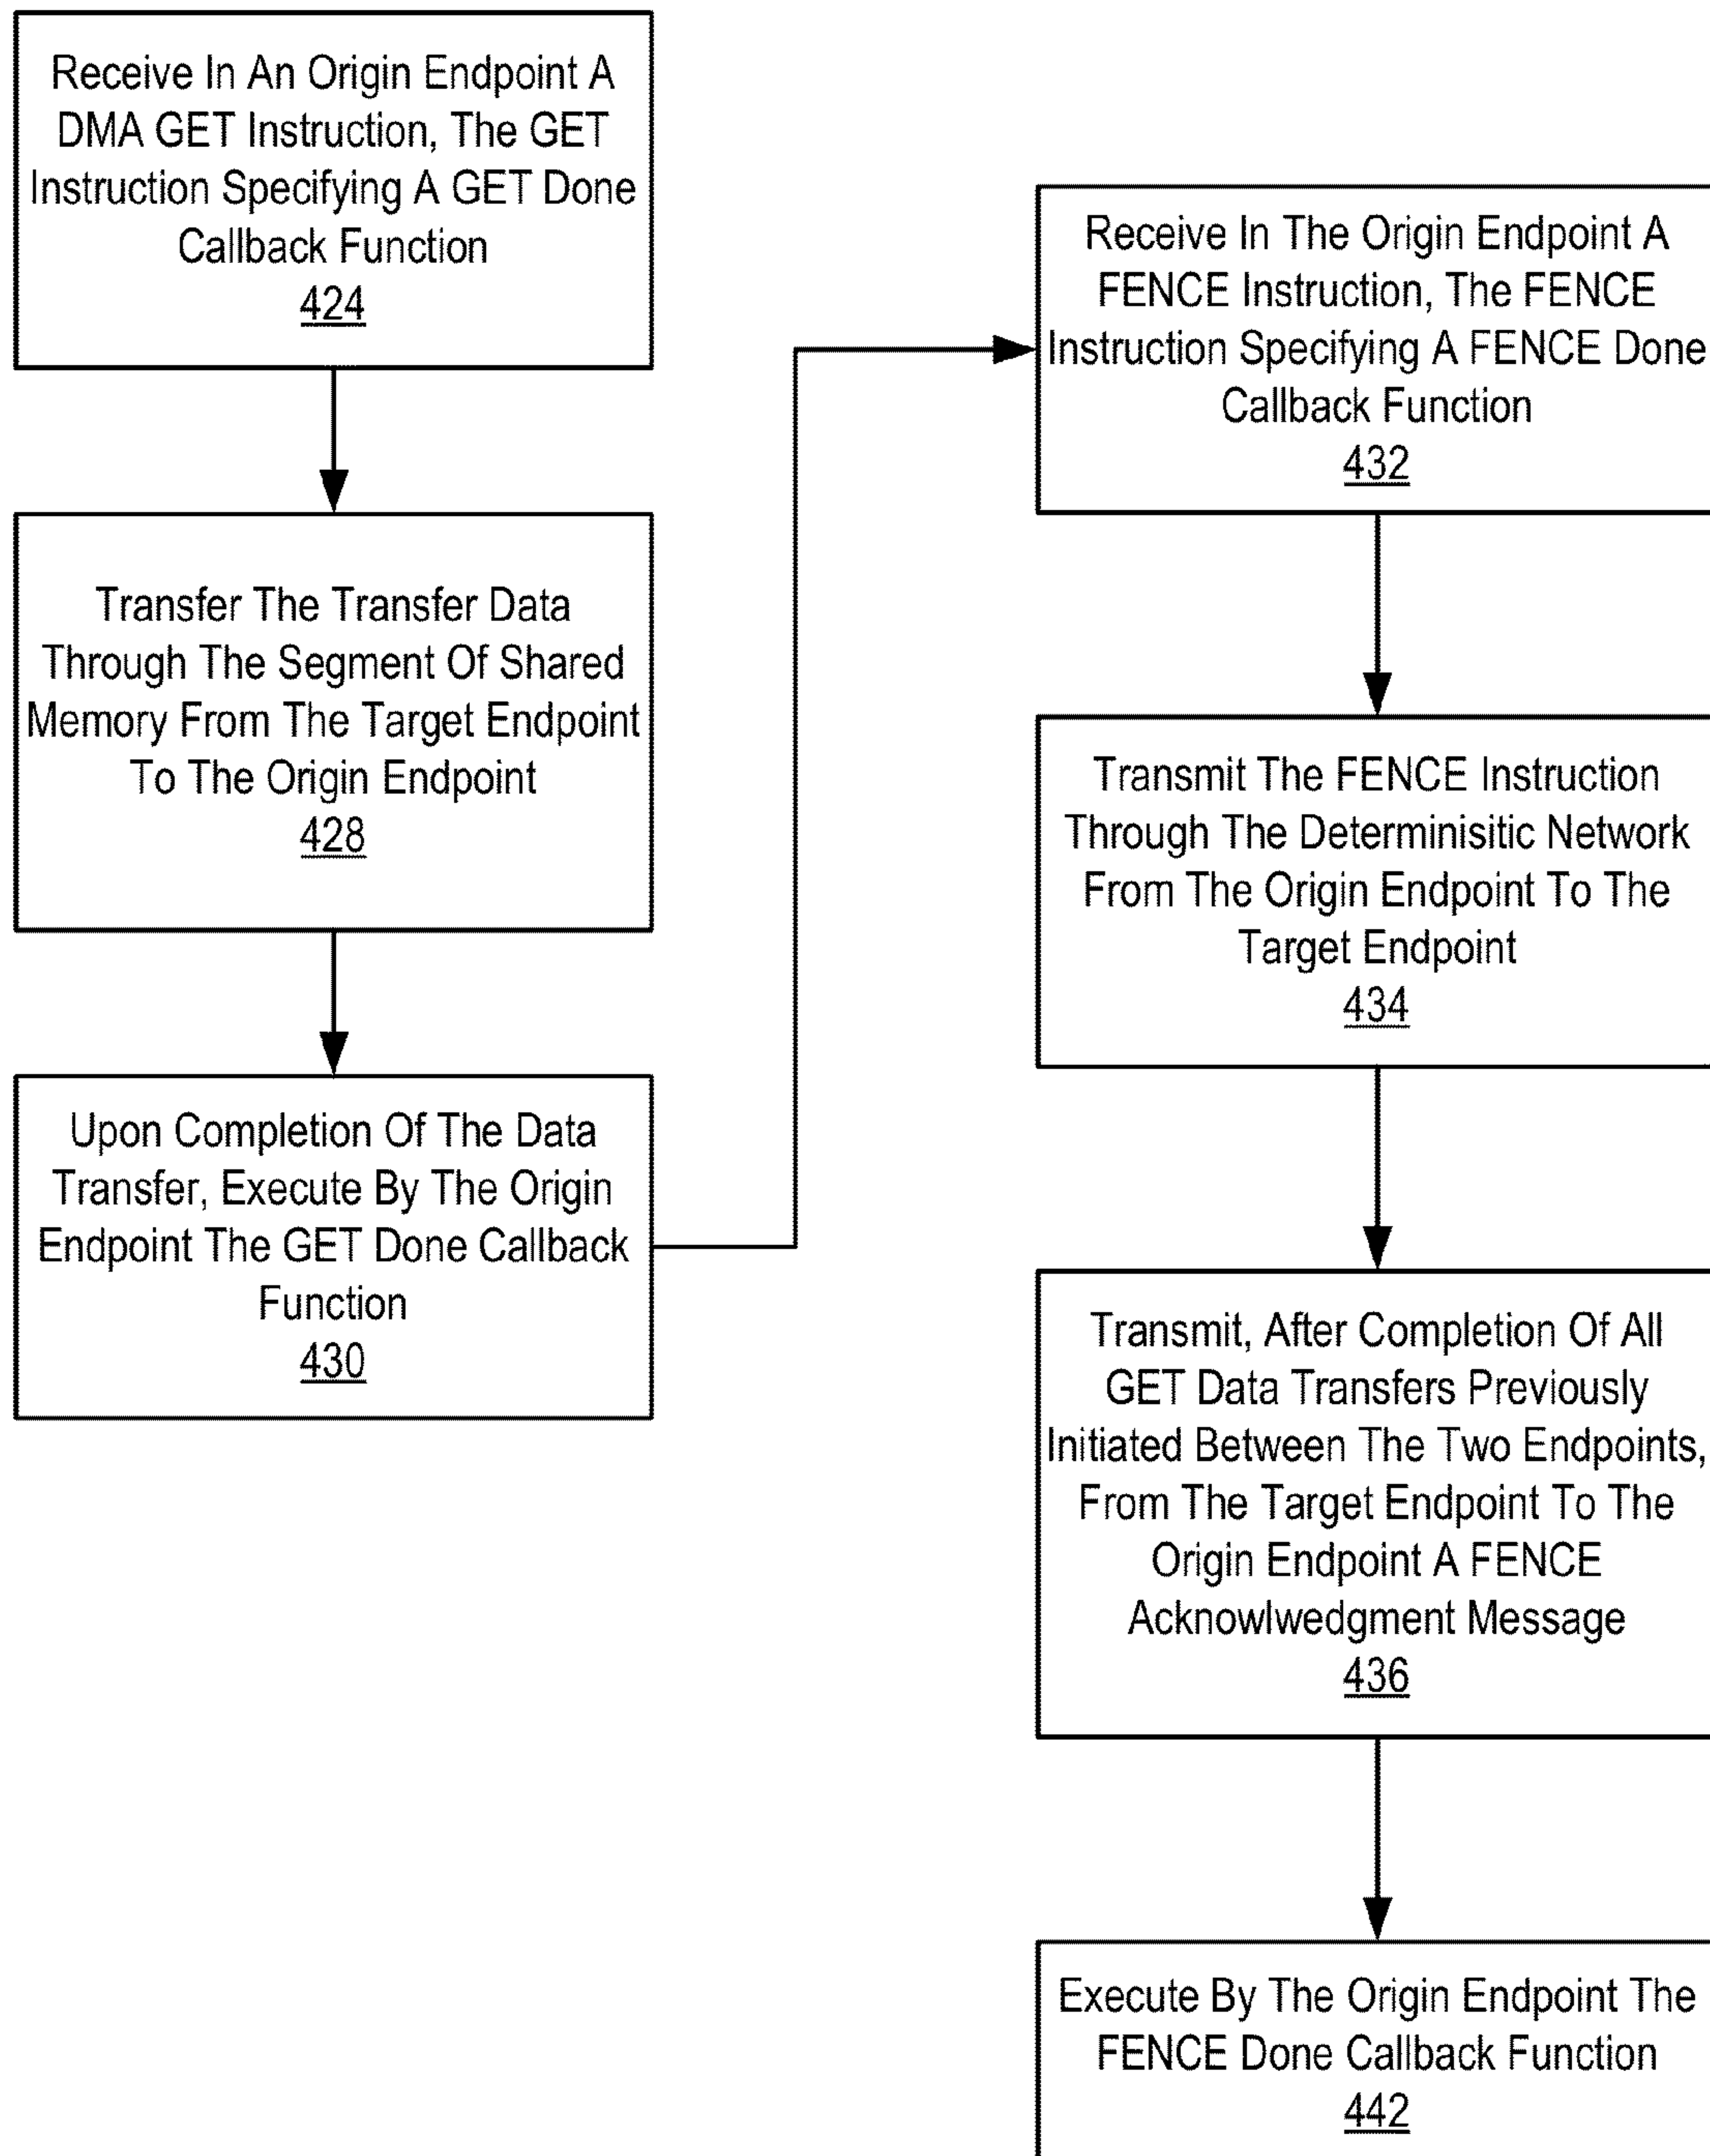 Receive In An Origin Endpoint A
DMA GET Instruction, The GET
Instruction Specifying A GET Done
Callback Function
424
Transfer The Transfer Data
Through The Segment Of Shared
Memory From The Target Endpoint
To The Origin Endpoint
428
Upon Completion Of The Data
Transfer, Execute By The Origin
Endpoint The GET Done Callback
Function
430
Receive In The Origin Endpoint A
FENCE Instruction, The FENCE
Instruction Specifying A FENCE Done
Callback Function
432
Transmit The FENCE Instruction
Through The Determinisitic Network
From The Origin Endpoint To The
Target Endpoint
434
Transmit, After Completion Of All
GET Data Transfers Previously
Initiated Between The Two Endpoints,
From The Target Endpoint To The
Origin Endpoint A FENCE
Acknowlwedgment Message
436
Execute By The Origin Endpoint The
FENCE Done Callback Function
442